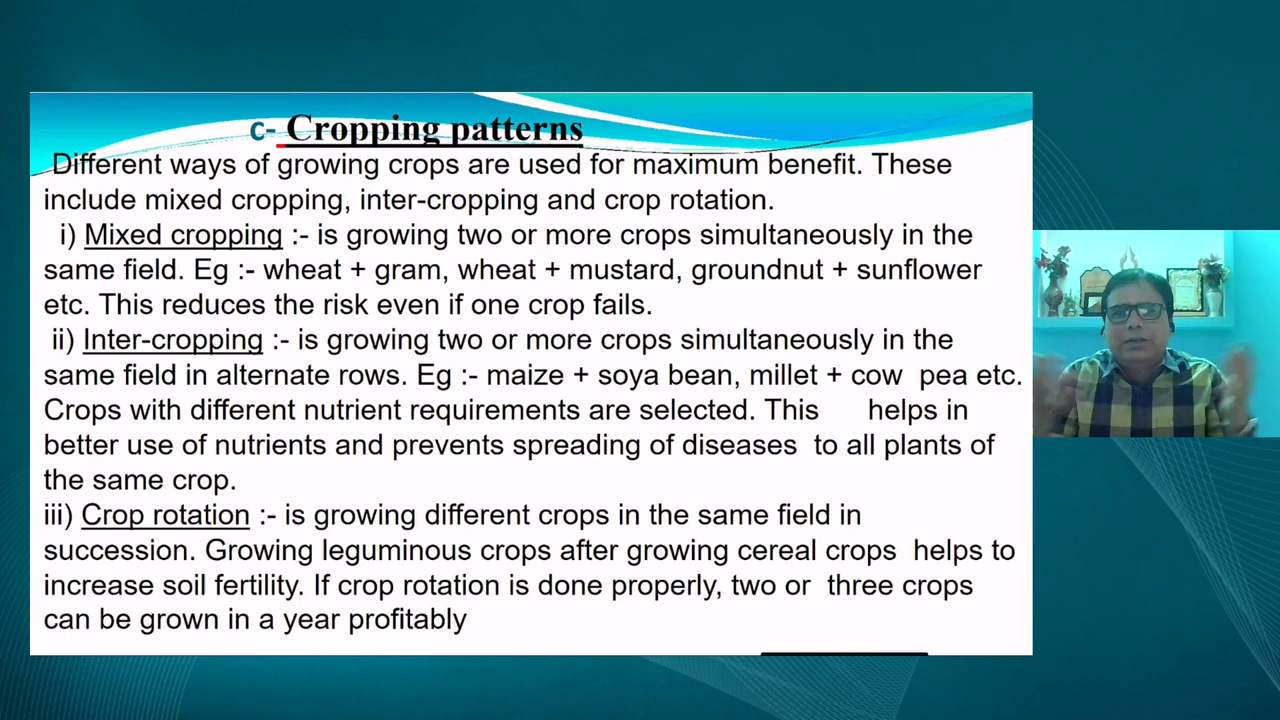 c- Cropping patterns
Different ways of growing crops are used for maximum benefit. These
include mixed cropping, inter-cropping and crop rotation.
i) Mixed cropping :- is growing two or more crops simultaneously in the
same field. Eg :- wheat + gram, wheat + mustard, groundnut + sunflower
etc. This reduces the risk even if one crop fails.
ii) Inter-cropping :- is growing two or more crops simultaneously in the
same field in alternate rows. Eg :- maize + soya bean, millet + cow pea etc.
Crops with different nutrient requirements are selected. This helps in
better use of nutrients and prevents spreading of diseases to all plants of
the same crop.
iii) Crop rotation :- is growing different crops in the same field in
succession. Growing leguminous crops after growing cereal crops helps to
increase soil fertility. If crop rotation is done properly, two or three crops
can be grown in a year profitably